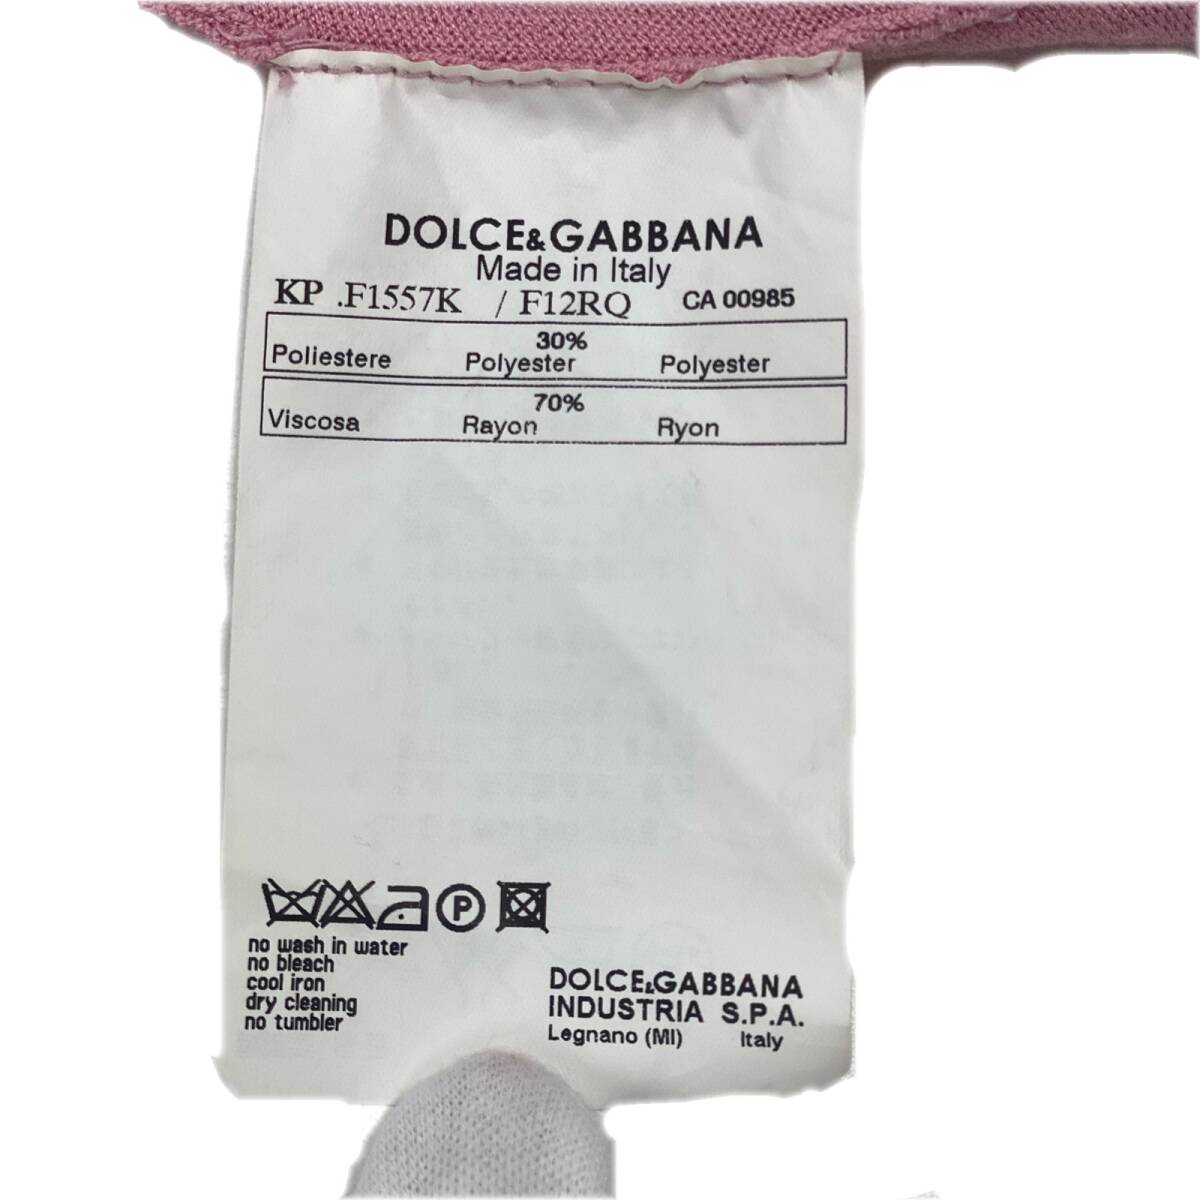 DOLCE&GABBANA
Made in Italy
KP .F1557K / F12RQ CA 00985
30%
Poliestere Polyester Polyester
70%
Viscosa Rayon Ryon
P
no wash in water
no bleach
cool iron
dry cleaning
no tumbler
DOLCE&GABBANA
INDUSTRIA S.P.A.
Legnano (MI) Italy